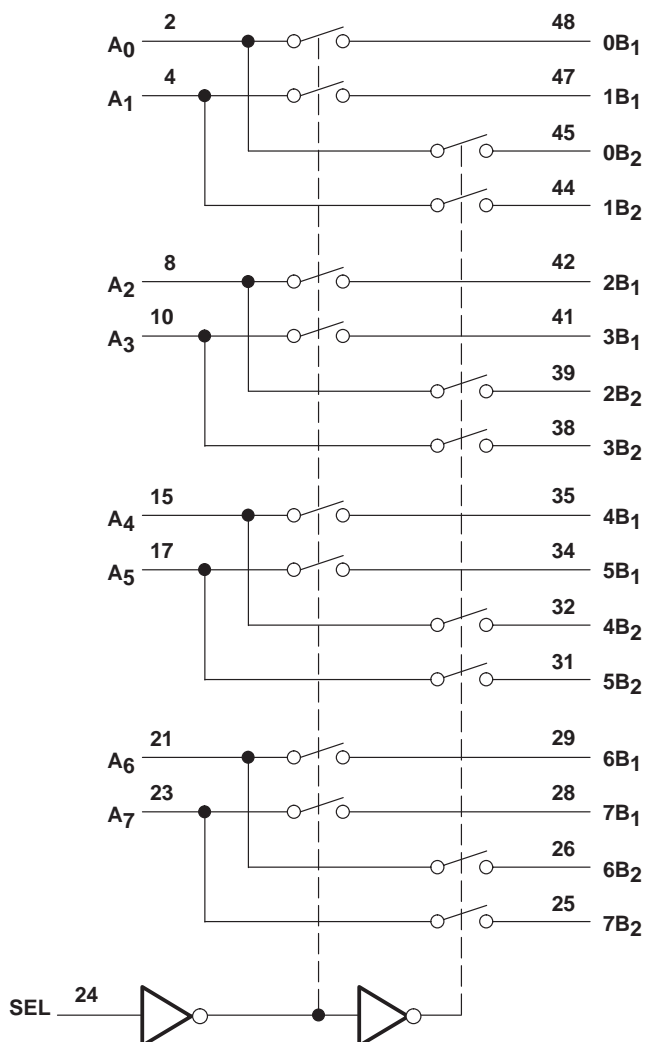 A0 2 48 0B1
A1 4 47 1B1
45 0B2
44 1B2
A2 8 42 2B1
A3 10 41 3B1
39 2B2
38 3B2
A4 15 35 4B1
A5 17 34 5B1
32 4B2
31 5B2
A6 21 29 6B1
A7 23 28 7B1
26 6B2
25 7B2
SEL 24